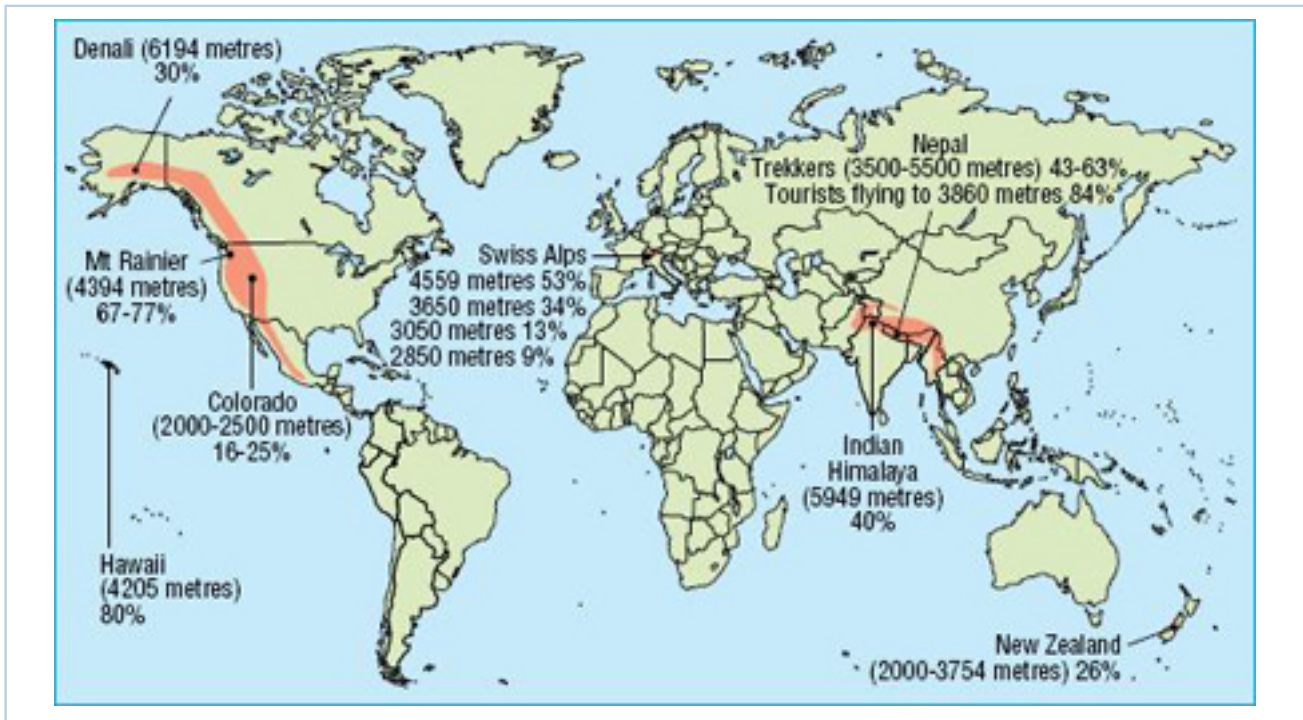 Denali (6194 metres)
30%
Nepal
Trekkers (3500-5500 metres) 43-63%
Tourists flying to 3860 metres 84%
Mt Rainier
(4394 metres)
67-77%
Swiss Alps
4559 metres 53%
3650 metres 34%
3050 metres 13%
2850 metres 9%
Colorado
(2000-2500 metres)
16-25%
Indian
Himalaya
(5949 metres)
40%
Hawaii
(4205 metres)
80%
New Zealand
(2000-3754 metres) 26%